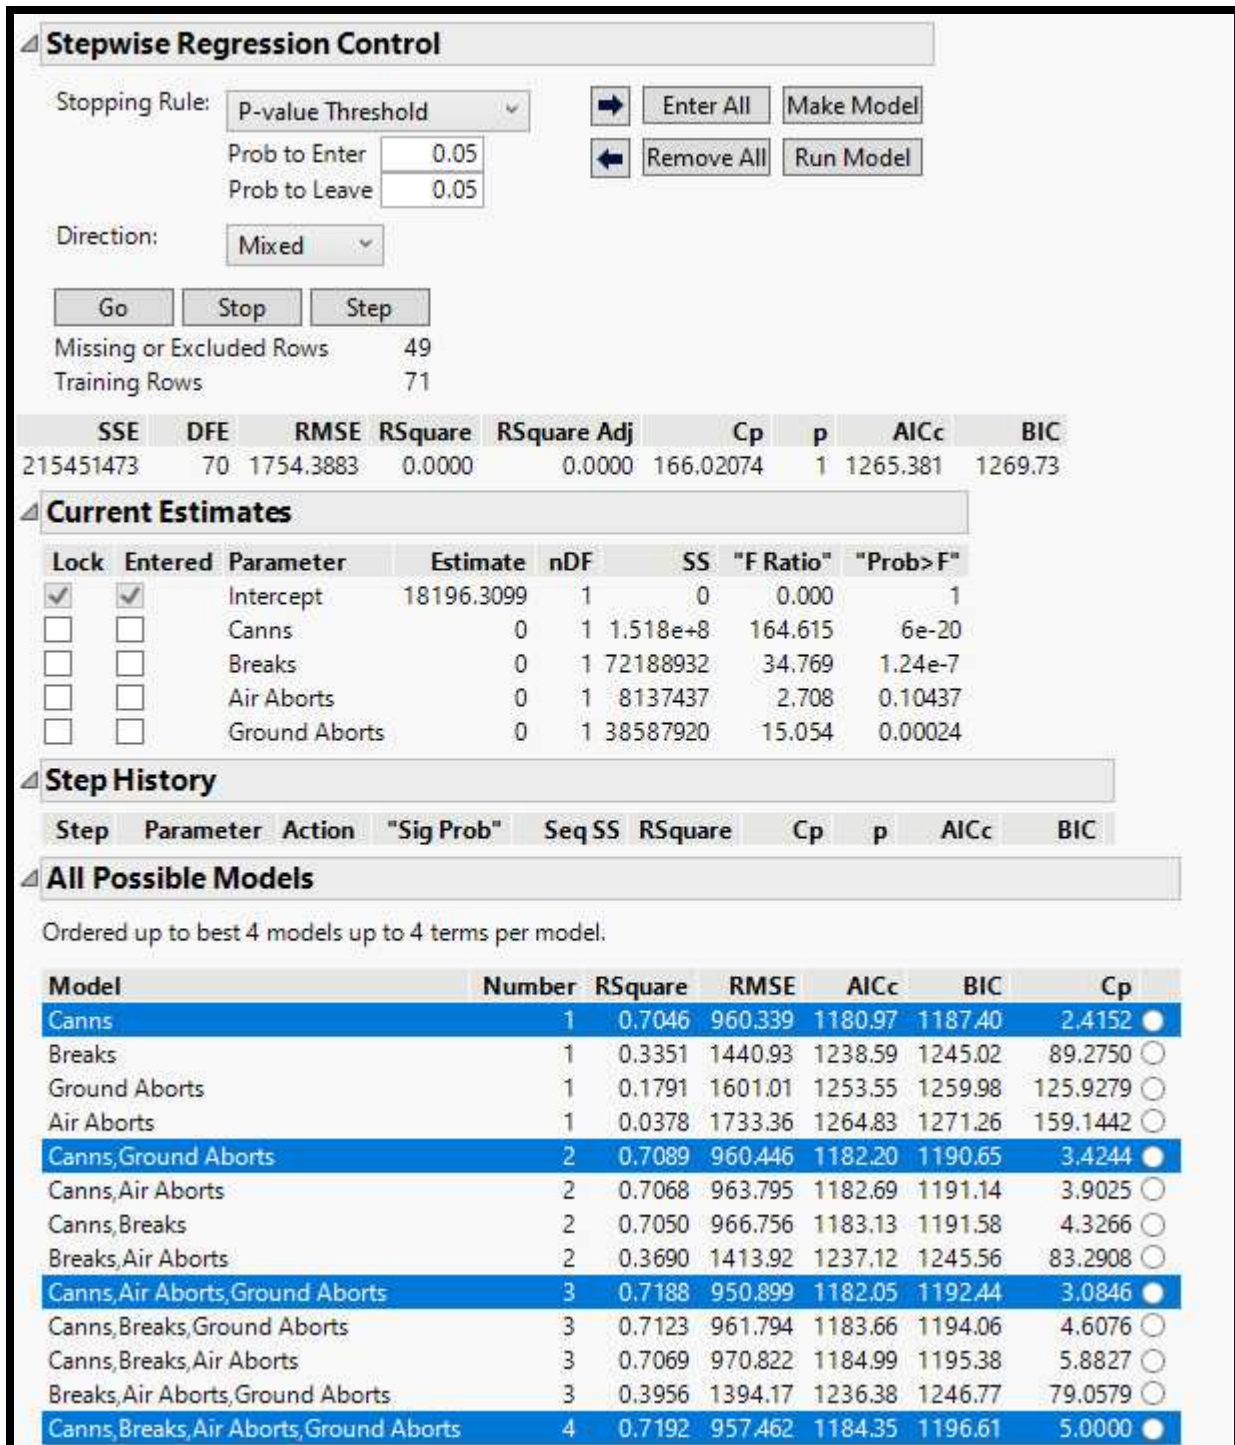 Stepwise Regression Control
Stopping Rule: P-value Threshold Enter All Make Model
Prob to Enter 0.05 Remove All Run Model
Prob to Leave 0.05
Direction: Mixed
Go Stop Step
Missing or Excluded Rows 49
Training Rows 71
SSE DFE RMSE RSquare RSquare Adj Cp p AICc BIC
215451473 70 1754.3883 0.0000 0.0000 166.02074 1 1265.381 1269.73
Current Estimates
Lock Entered Parameter Estimate nDF SS "F Ratio" "Prob>F"
Intercept 18196.3099 1 0 0.000 1
Canns 0 1 1.518e+8 164.615 6e-20
Breaks 0 1 72188932 34.769 1.24e-7
Air Aborts 0 1 8137437 2.708 0.10437
Ground Aborts 0 1 38587920 15.054 0.00024
Step History
Step Parameter Action "Sig Prob" Seq SS RSquare Cp p AICc BIC
All Possible Models
Ordered up to best 4 models up to 4 terms per model.
Model Number RSquare RMSE AICc BIC Cp
Canns 1 0.7046 960.339 1180.97 1187.40 2.4152
Breaks 1 0.3351 1440.93 1238.59 1245.02 89.2750
Ground Aborts 1 0.1791 1601.01 1253.55 1259.98 125.9279
Air Aborts 1 0.0378 1733.36 1264.83 1271.26 159.1442
Canns,Ground Aborts 2 0.7089 960.446 1182.20 1190.65 3.4244
Canns,Air Aborts 2 0.7068 963.795 1182.69 1191.14 3.9025
Canns,Breaks 2 0.7050 966.756 1183.13 1191.58 4.3266
Breaks,Air Aborts 2 0.3690 1413.92 1237.12 1245.56 83.2908
Canns,Air Aborts,Ground Aborts 3 0.7188 950.899 1182.05 1192.44 3.0846
Canns,Breaks,Ground Aborts 3 0.7123 961.794 1183.66 1194.06 4.6076
Canns,Breaks,Air Aborts 3 0.7069 970.822 1184.99 1195.38 5.8827
Breaks,Air Aborts,Ground Aborts 3 0.3956 1394.17 1236.38 1246.77 79.0579
Canns,Breaks,Air Aborts,Ground Aborts 4 0.7192 957.462 1184.35 1196.61 5.0000